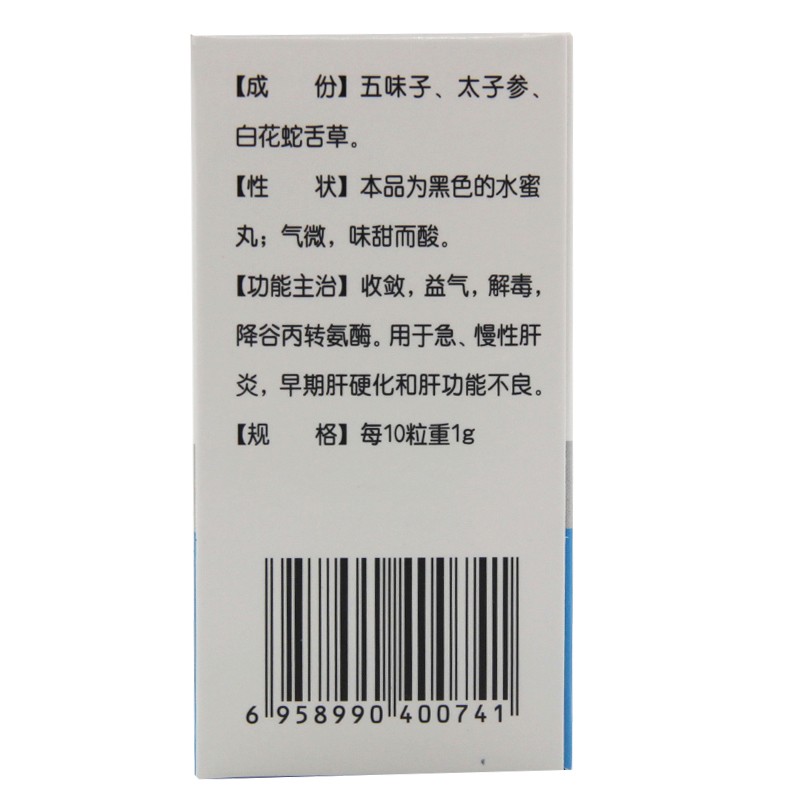 【成　　份】五味子、太子参、
白花蛇舌草。
【性　　状】本品为黑色的水蜜
丸；气微，味甜而酸。
【功能主治】收敛，益气，解毒，
降谷丙转氨酶。用于急、慢性肝
炎，早期肝硬化和肝功能不良。
【规　　格】每10粒重1g
6 958990 400741